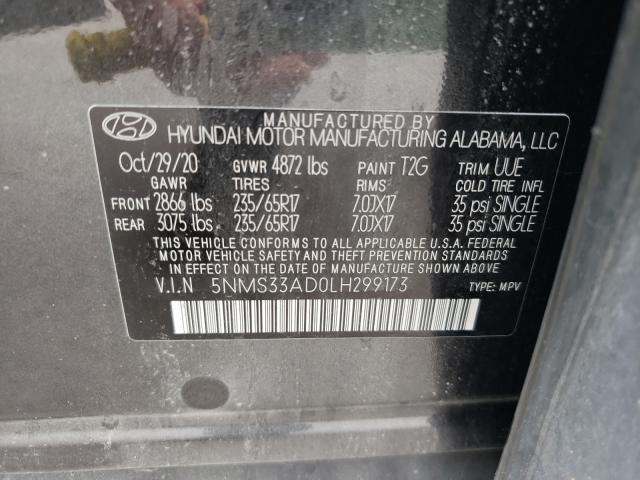 MANUFACTURED BY
HYUNDAI MOTOR MANUFACTURING ALABAMA, LLC
Oct/29/20 GVWR 4872 lbs PAINT T2G TRIM UUE
GAWR TIRES RIMS COLD TIRE INFL
FRONT 2866 lbs 235/65R17 7.0JX17 35 psi SINGLE
REAR 3075 lbs 235/65R17 7.0JX17 35 psi SINGLE
THIS VEHICLE CONFORMS TO ALL APPLICABLE U.S.A. FEDERAL
MOTOR VEHICLE SAFETY AND THEFT PREVENTION STANDARDS
IN EFFECT ON THE DATE OF MANUFACTURE SHOWN ABOVE
V.I.N 5NMS33AD0LH299173
TYPE: MPV